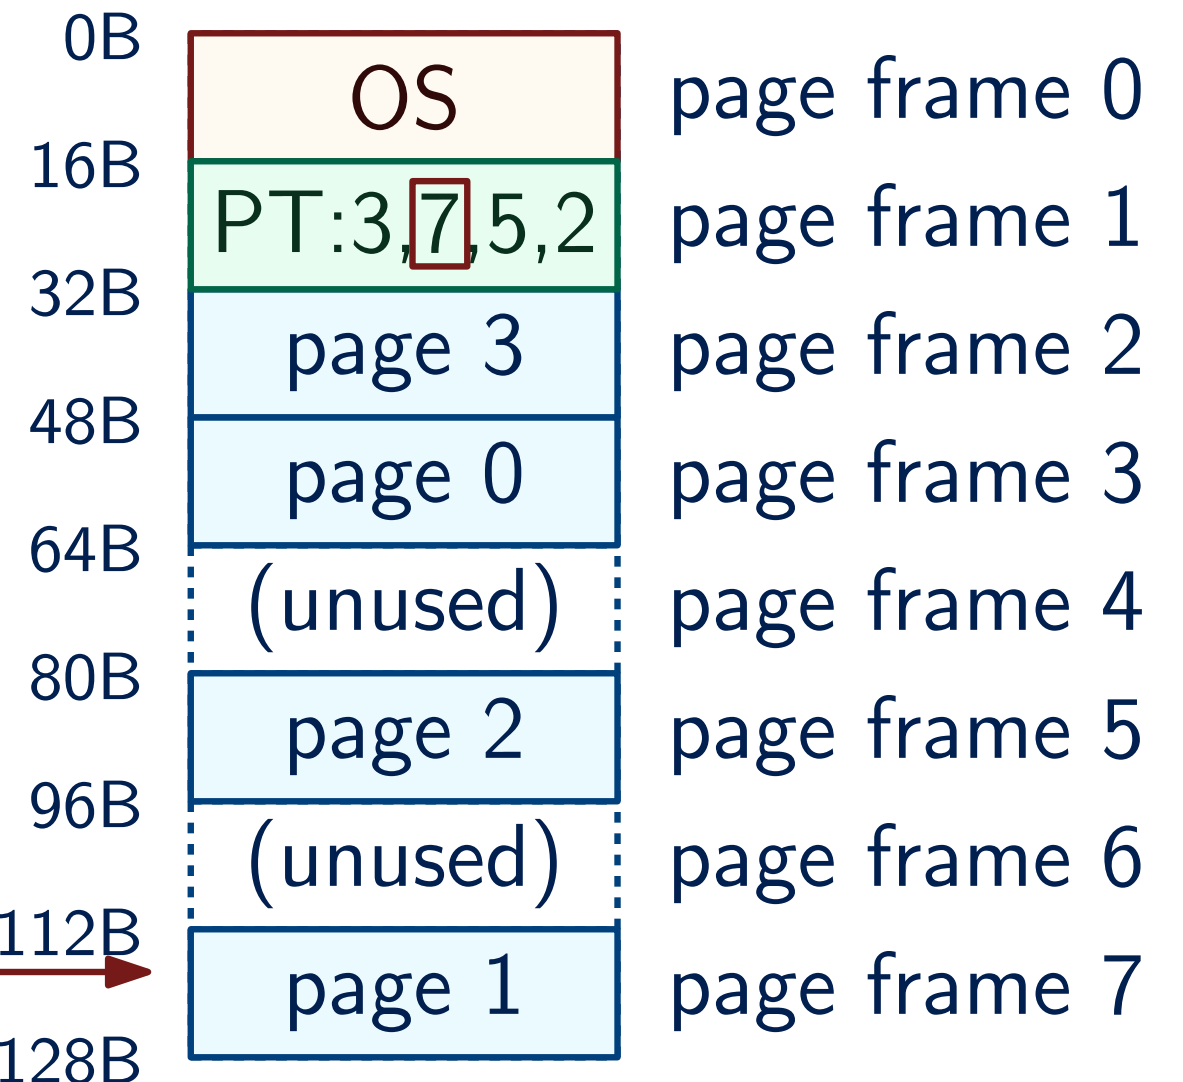 0B
OS
page frame 0
16B
PT:3,7,5,2
page frame 1
32B
page 3
page frame 2
48B
page 0
page frame 3
64B
(unused)
page frame 4
80B
page 2
page frame 5
96B
(unused)
page frame 6
112B
page 1
page frame 7
128B